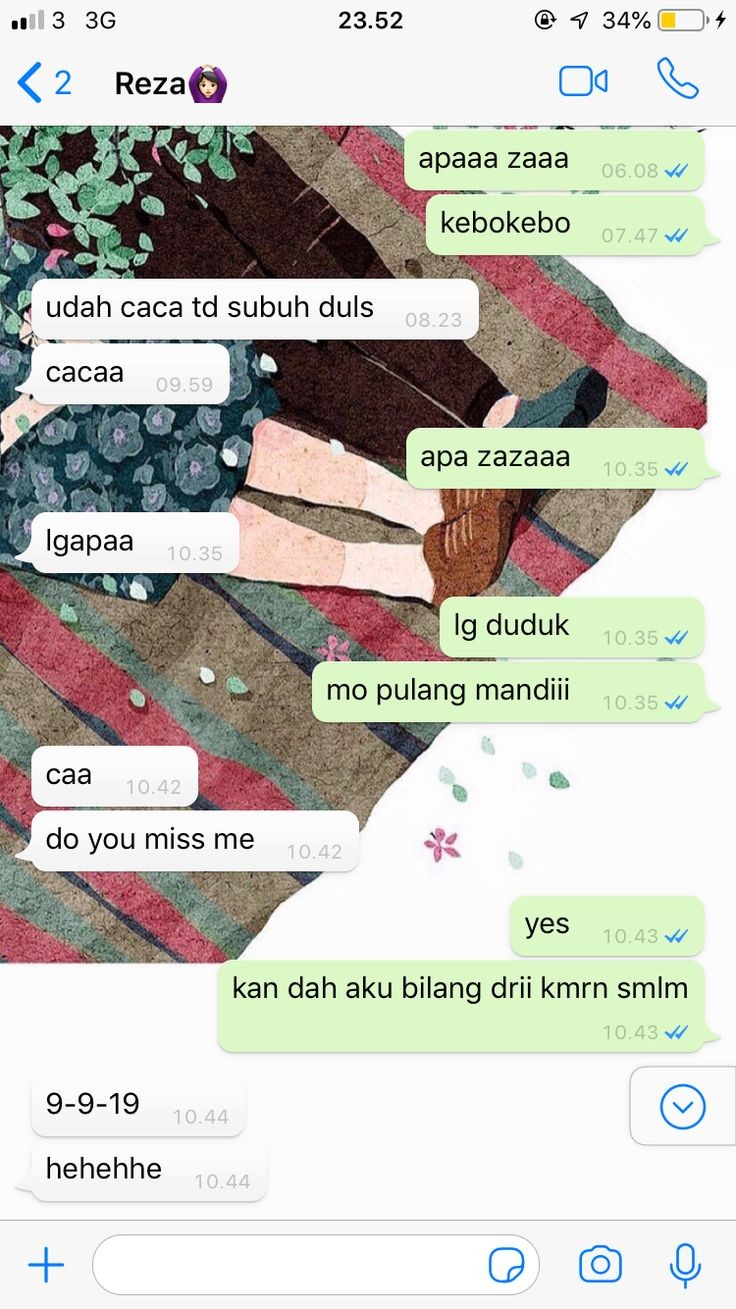 3 3G 23.52 34%
2 Reza🙆🏻‍♀️
apaaa zaaa 06.08
kebokebo 07.47
udah caca td subuh duls 08.23
cacaa 09.59
apa zazaaa 10.35
lgapaa 10.35
lg duduk 10.35
mo pulang mandiii 10.35
caa 10.42
do you miss me 10.42
yes 10.43
kan dah aku bilang drii kmrn smlm
10.43
9-9-19 10.44
hehehhe 10.44